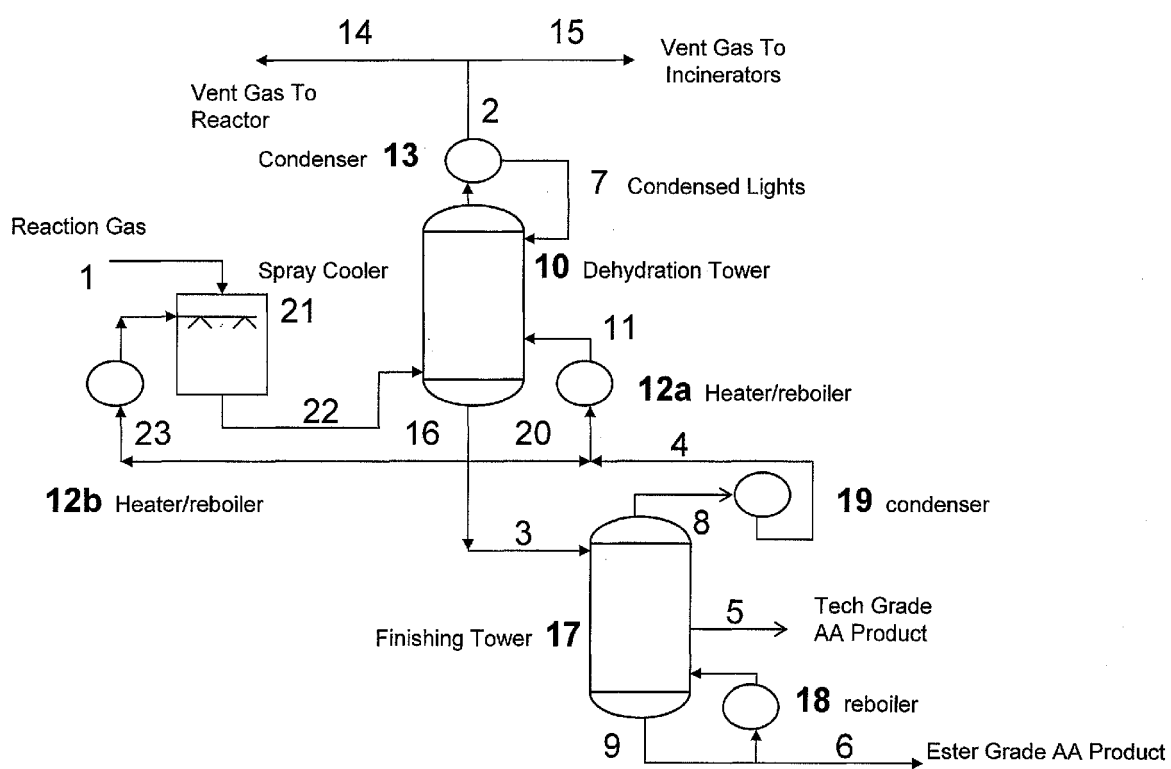 14
15
Vent Gas To
Incinerators
Vent Gas To
Reactor
2
Condenser 13
7 Condensed Lights
Reaction Gas
1
Spray Cooler
21
10 Dehydration Tower
11
12a Heater/reboiler
22
23
16
20
4
12b Heater/reboiler
8
19 condenser
3
5
Tech Grade
AA Product
Finishing Tower 17
18 reboiler
9
6
Ester Grade AA Product